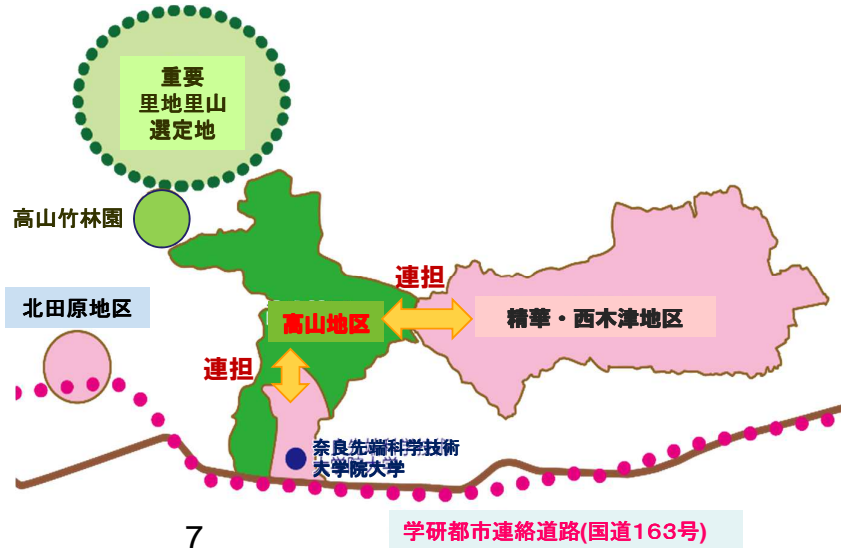 重要
里地里山
選定地
高山竹林園
連担
北田原地区
高山地区
精華・西木津地区
連担
奈良先端科学技術
大学院大学
7
学研都市連絡道路(国道163号)